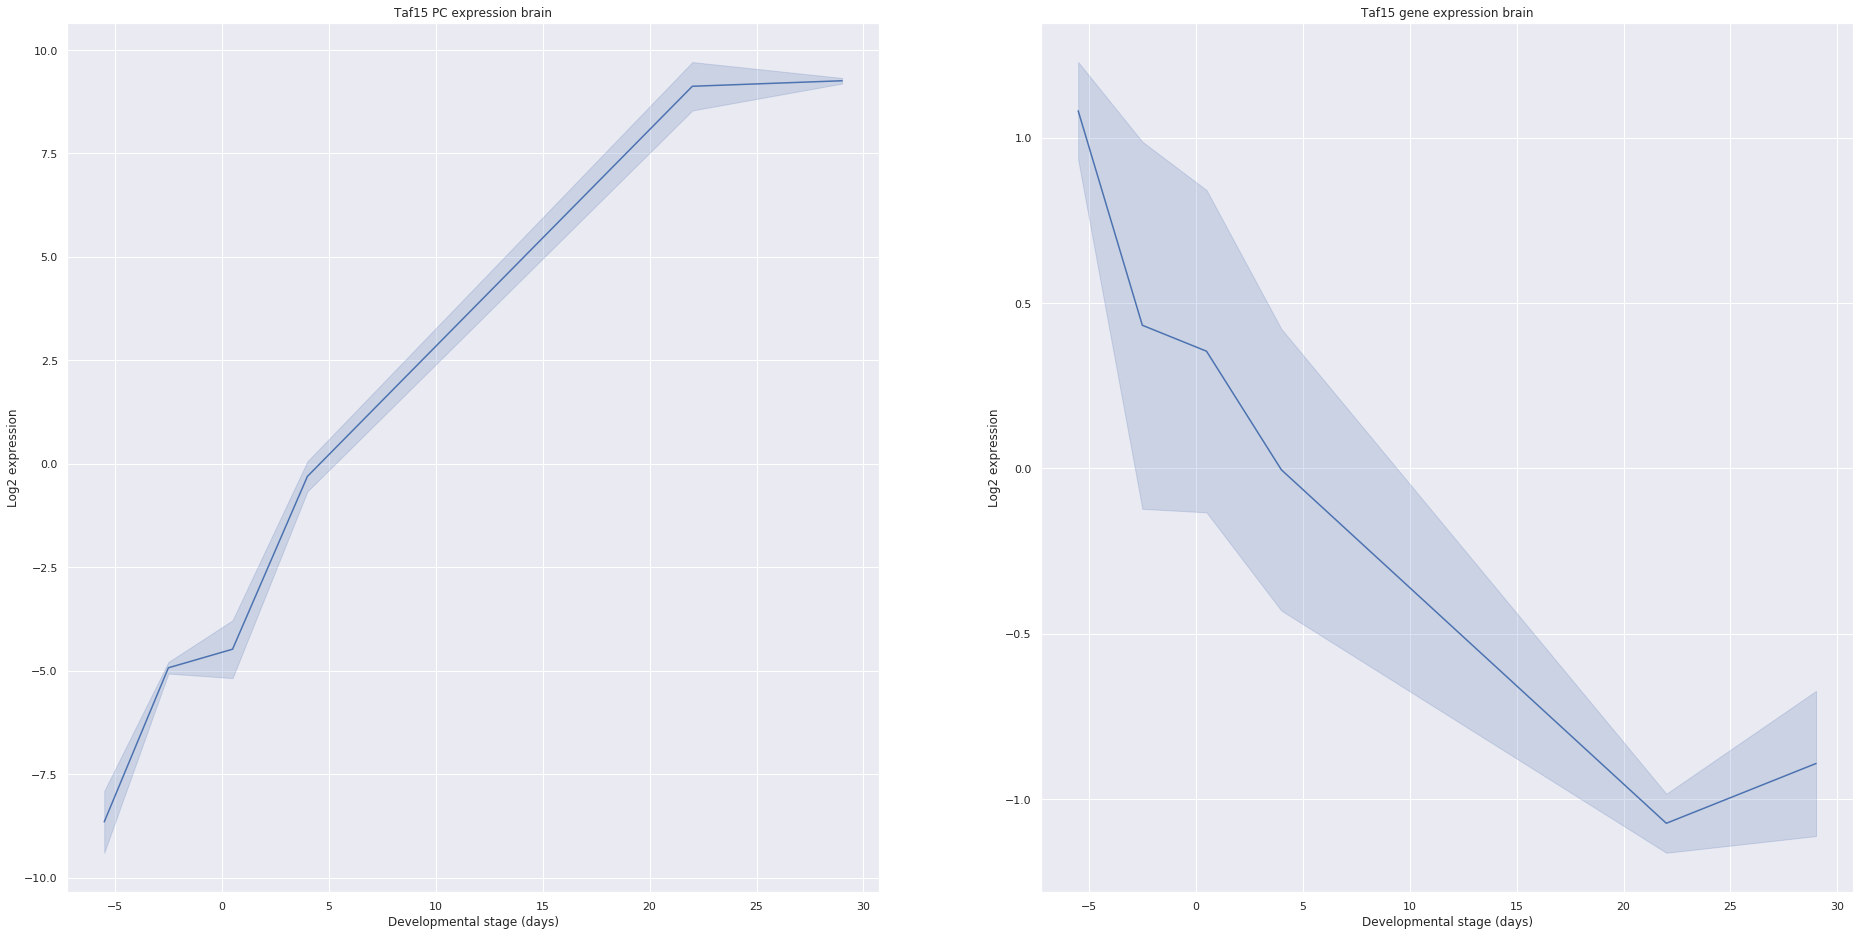 Taf15 PC expression brain
10.0
7.5
5.0
2.5
0.0
−2.5
−5.0
−7.5
−10.0
Log2 expression
−5 0 5 10 15 20 25 30
Developmental stage (days)
Taf15 gene expression brain
1.0
0.5
0.0
−0.5
−1.0
Log2 expression
−5 0 5 10 15 20 25 30
Developmental stage (days)